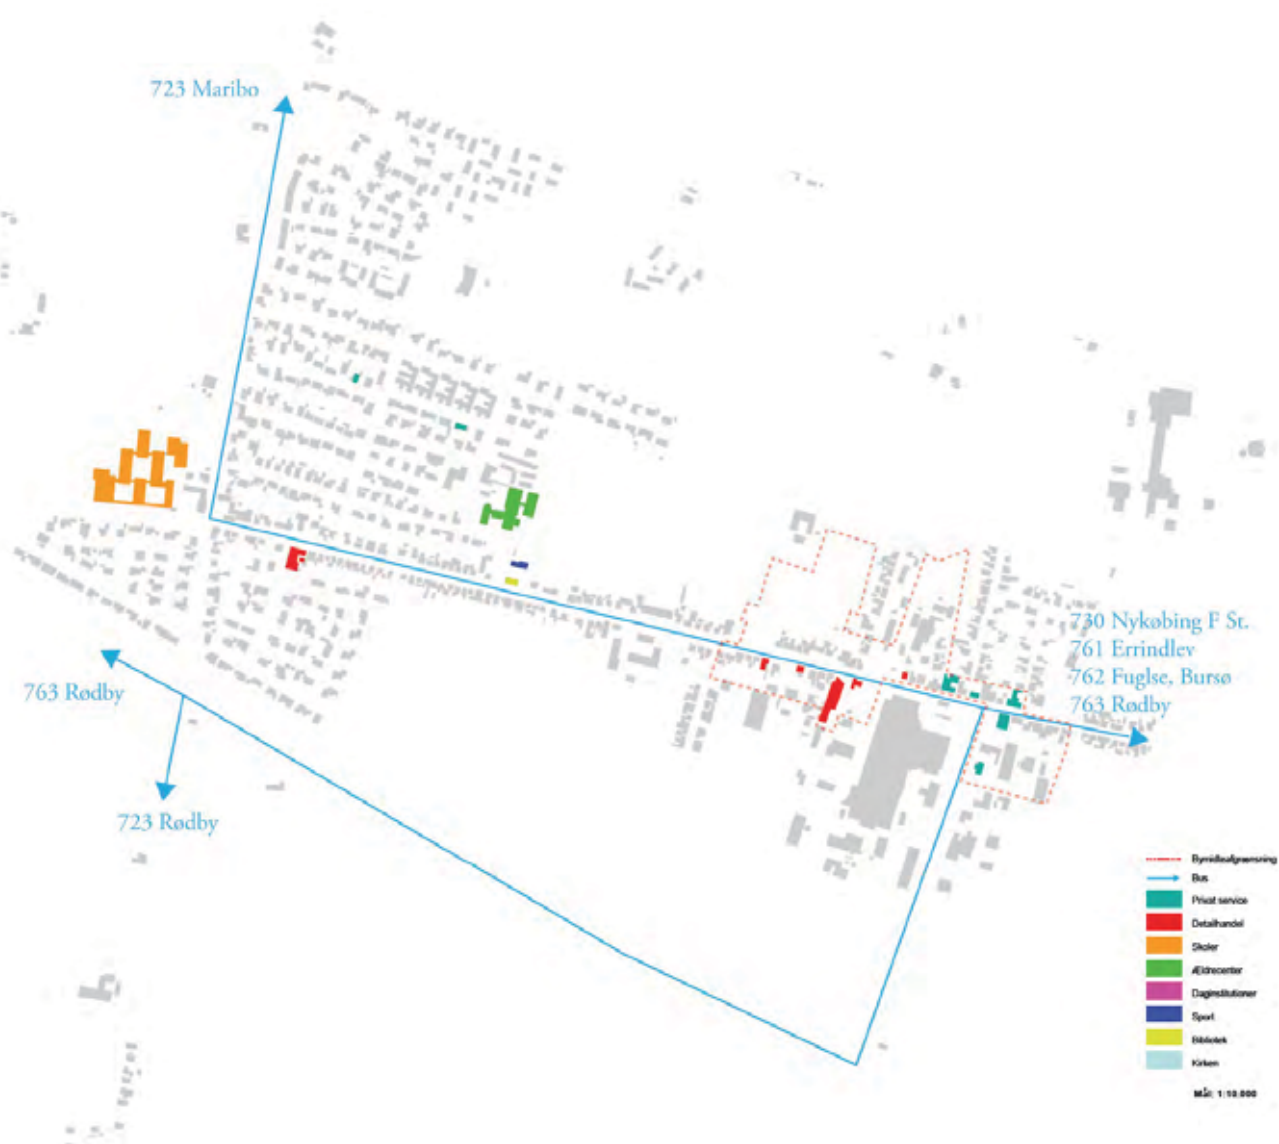 723 Maribo
730 Nykøbing F St.
761 Errindlev
762 Fuglse, Bursø
763 Rødby
763 Rødby
723 Rødby
Bymidteafgrænsning
Bus
Privat service
Detailhandel
Skoler
Ældrecenter
Daginstitutioner
Sport
Bibliotek
Kirken
Mål: 1:10.000